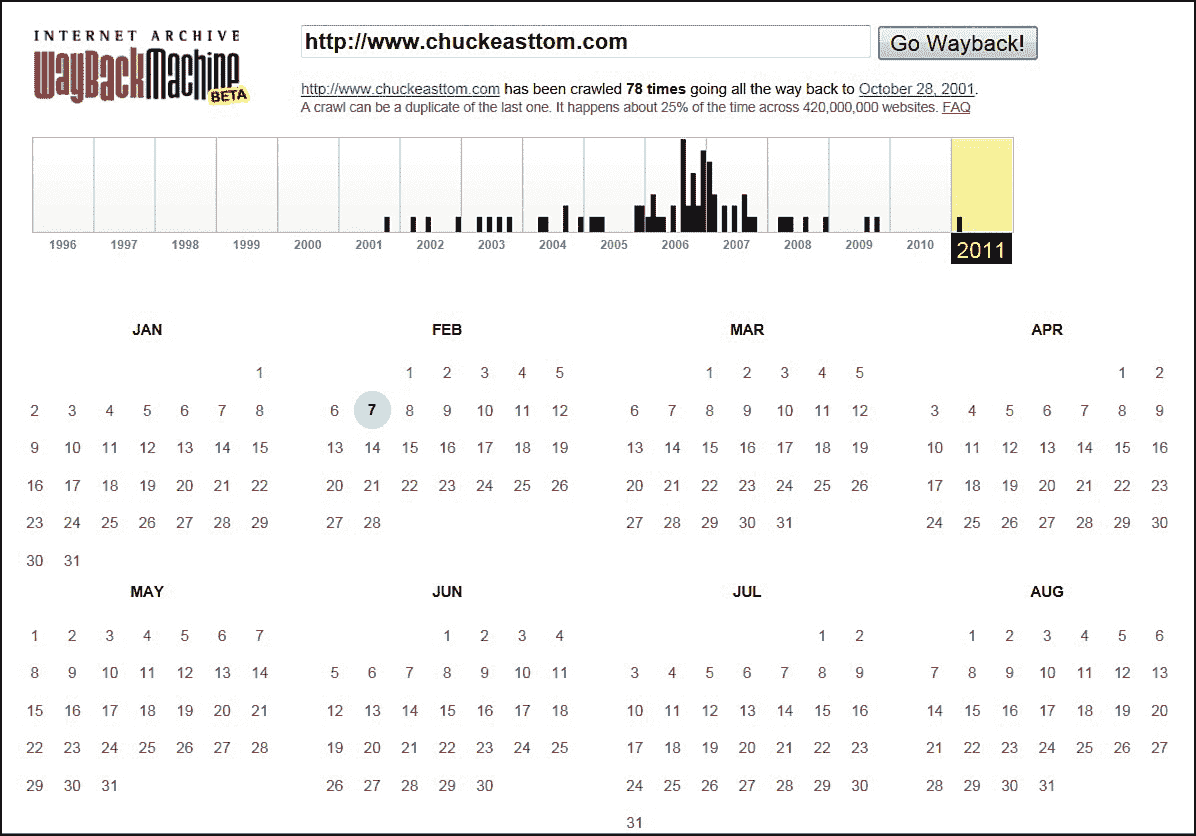 INTERNET ARCHIVE
WayBackMachine
BETA
http://www.chuckeasttom.com
Go Wayback!
http://www.chuckeasttom.com has been crawled 78 times going all the way back to October 28, 2001.
A crawl can be a duplicate of the last one. It happens about 25% of the time across 420,000,000 websites. FAQ
1996 1997 1998 1999 2000 2001 2002 2003 2004 2005 2006 2007 2008 2009 2010 2011
JAN FEB MAR APR
1 1 2 3 4 5 1 2 3 4 5 1 2
2 3 4 5 6 7 8 6 7 8 9 10 11 12 6 7 8 9 10 11 12 3 4 5 6 7 8 9
9 10 11 12 13 14 15 13 14 15 16 17 18 19 13 14 15 16 17 18 19 10 11 12 13 14 15 16
16 17 18 19 20 21 22 20 21 22 23 24 25 26 20 21 22 23 24 25 26 17 18 19 20 21 22 23
23 24 25 26 27 28 29 27 28 27 28 29 30 31 24 25 26 27 28 29 30
30 31
MAY JUN JUL AUG
1 2 3 4 5 6 7 1 2 3 4 1 2 1 2 3 4 5 6
8 9 10 11 12 13 14 5 6 7 8 9 10 11 3 4 5 6 7 8 9 7 8 9 10 11 12 13
15 16 17 18 19 20 21 12 13 14 15 16 17 18 10 11 12 13 14 15 16 14 15 16 17 18 19 20
22 23 24 25 26 27 28 19 20 21 22 23 24 25 17 18 19 20 21 22 23 21 22 23 24 25 26 27
29 30 31 26 27 28 29 30 24 25 26 27 28 29 30 28 29 30 31
31